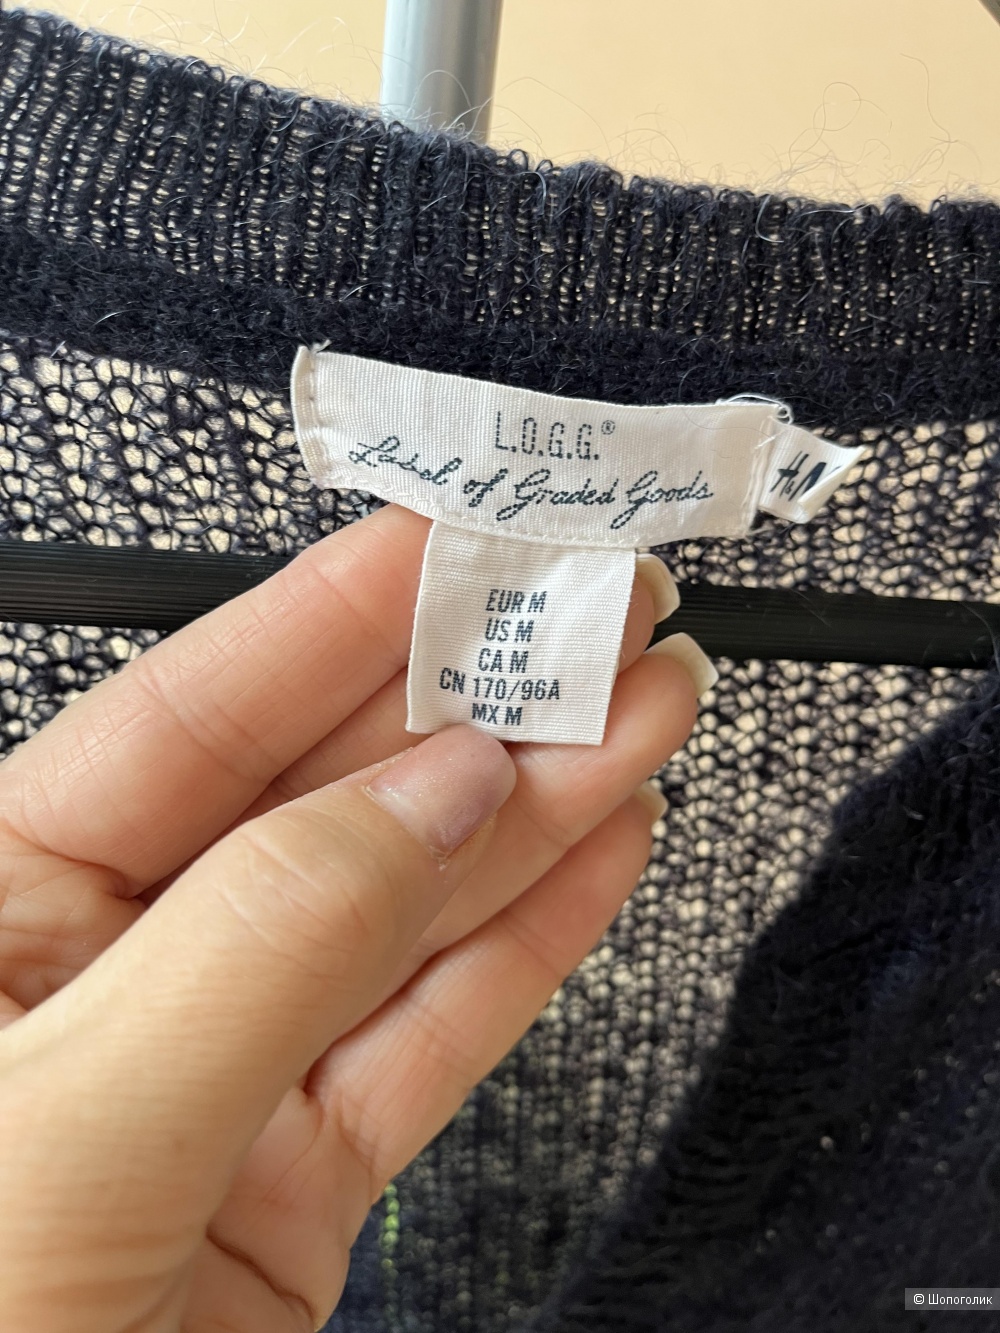 L.O.G.G.®
Label of Graded Goods
EUR M
US M
CA M
CN 170/96A
MX M
© Шопоголик